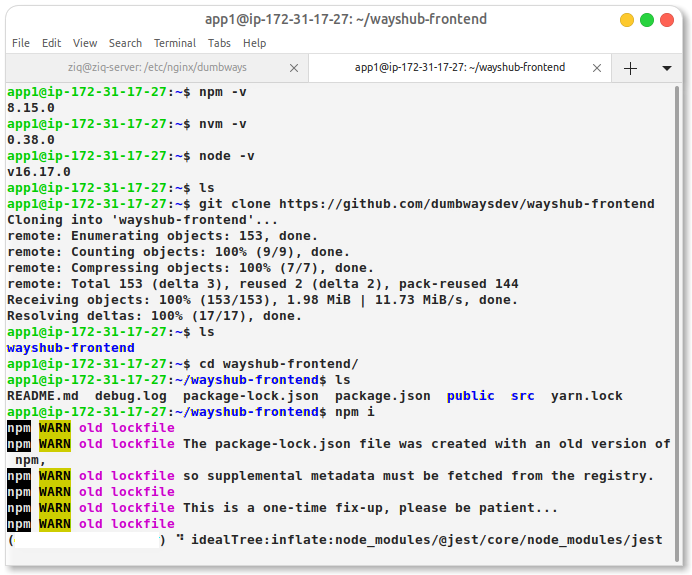 app1@ip-172-31-17-27: ~/wayshub-frontend
File Edit View Search Terminal Tabs Help
ziq@ziq-server: /etc/nginx/dumbways
app1@ip-172-31-17-27: ~/wayshub-frontend
app1@ip-172-31-17-27:~$ npm -v
8.15.0
app1@ip-172-31-17-27:~$ nvm -v
0.38.0
app1@ip-172-31-17-27:~$ node -v
v16.17.0
app1@ip-172-31-17-27:~$ ls
app1@ip-172-31-17-27:~$ git clone https://github.com/dumbwaysdev/wayshub-frontend
Cloning into 'wayshub-frontend'...
remote: Enumerating objects: 153, done.
remote: Counting objects: 100% (9/9), done.
remote: Compressing objects: 100% (7/7), done.
remote: Total 153 (delta 3), reused 2 (delta 2), pack-reused 144
Receiving objects: 100% (153/153), 1.98 MiB | 11.73 MiB/s, done.
Resolving deltas: 100% (17/17), done.
app1@ip-172-31-17-27:~$ ls
wayshub-frontend
app1@ip-172-31-17-27:~$ cd wayshub-frontend/
app1@ip-172-31-17-27:~/wayshub-frontend$ ls
README.md debug.log package-lock.json package.json public src yarn.lock
app1@ip-172-31-17-27:~/wayshub-frontend$ npm i
npm WARN old lockfile
npm WARN old lockfile The package-lock.json file was created with an old version of
npm,
npm WARN old lockfile so supplemental metadata must be fetched from the registry.
npm WARN old lockfile
npm WARN old lockfile This is a one-time fix-up, please be patient...
npm WARN old lockfile
( ) ⠙ idealTree:inflate:node_modules/@jest/core/node_modules/jest